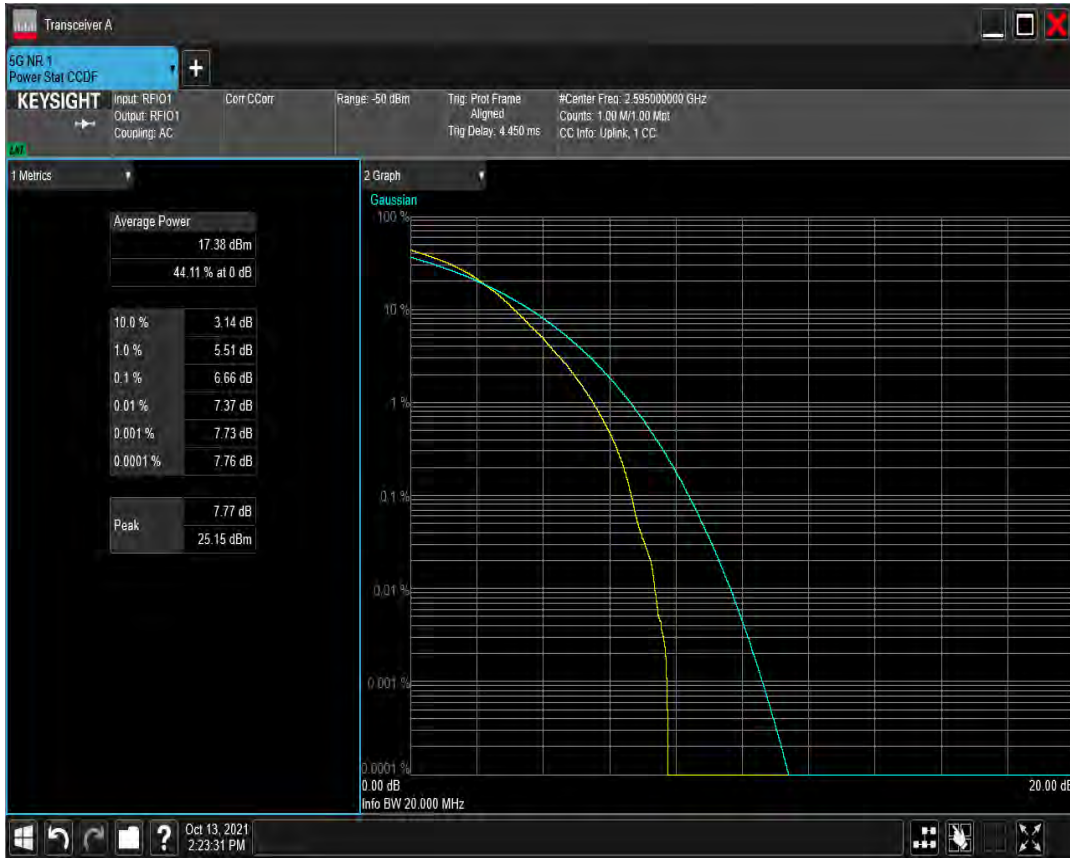 Transceiver A
5G NR 1
Power Stat CCDF
+
KEYSIGHT
Input: RFIO1
Output: RFIO1
Coupling: AC
Corr CCorr
Range: -50 dBm
Trig: Prot Frame
Aligned
Trig Delay: 4.450 ms
#Center Freq: 2.595000000 GHz
Counts: 1.00 M/1.00 Mpt
CC Info: Uplink, 1 CC
1 Metrics
Average Power
17.38 dBm
44.11 % at 0 dB
10.0 % 3.14 dB
1.0 % 5.51 dB
0.1 % 6.66 dB
0.01 % 7.37 dB
0.001 % 7.73 dB
0.0001 % 7.76 dB
Peak 7.77 dB
25.15 dBm
2 Graph
Gaussian
100 %
10 %
1 %
0.1 %
0.01 %
0.001 %
0.0001 %
0.00 dB
20.00 dB
Info BW 20.000 MHz
?
Oct 13, 2021
2:23:31 PM